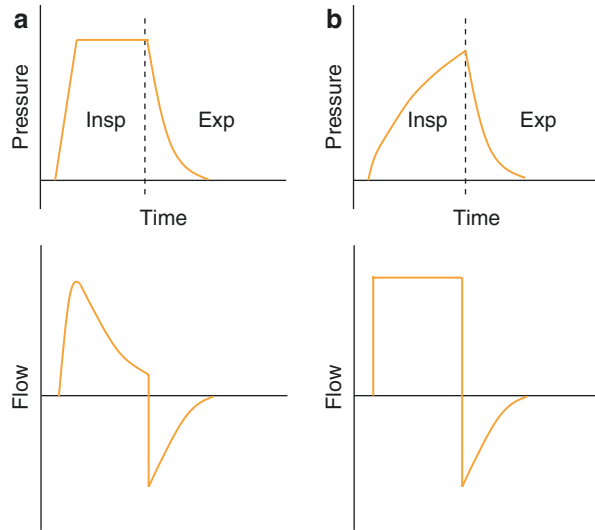 a
Pressure
Insp
Exp
Time
Flow
b
Pressure
Insp
Exp
Time
Flow